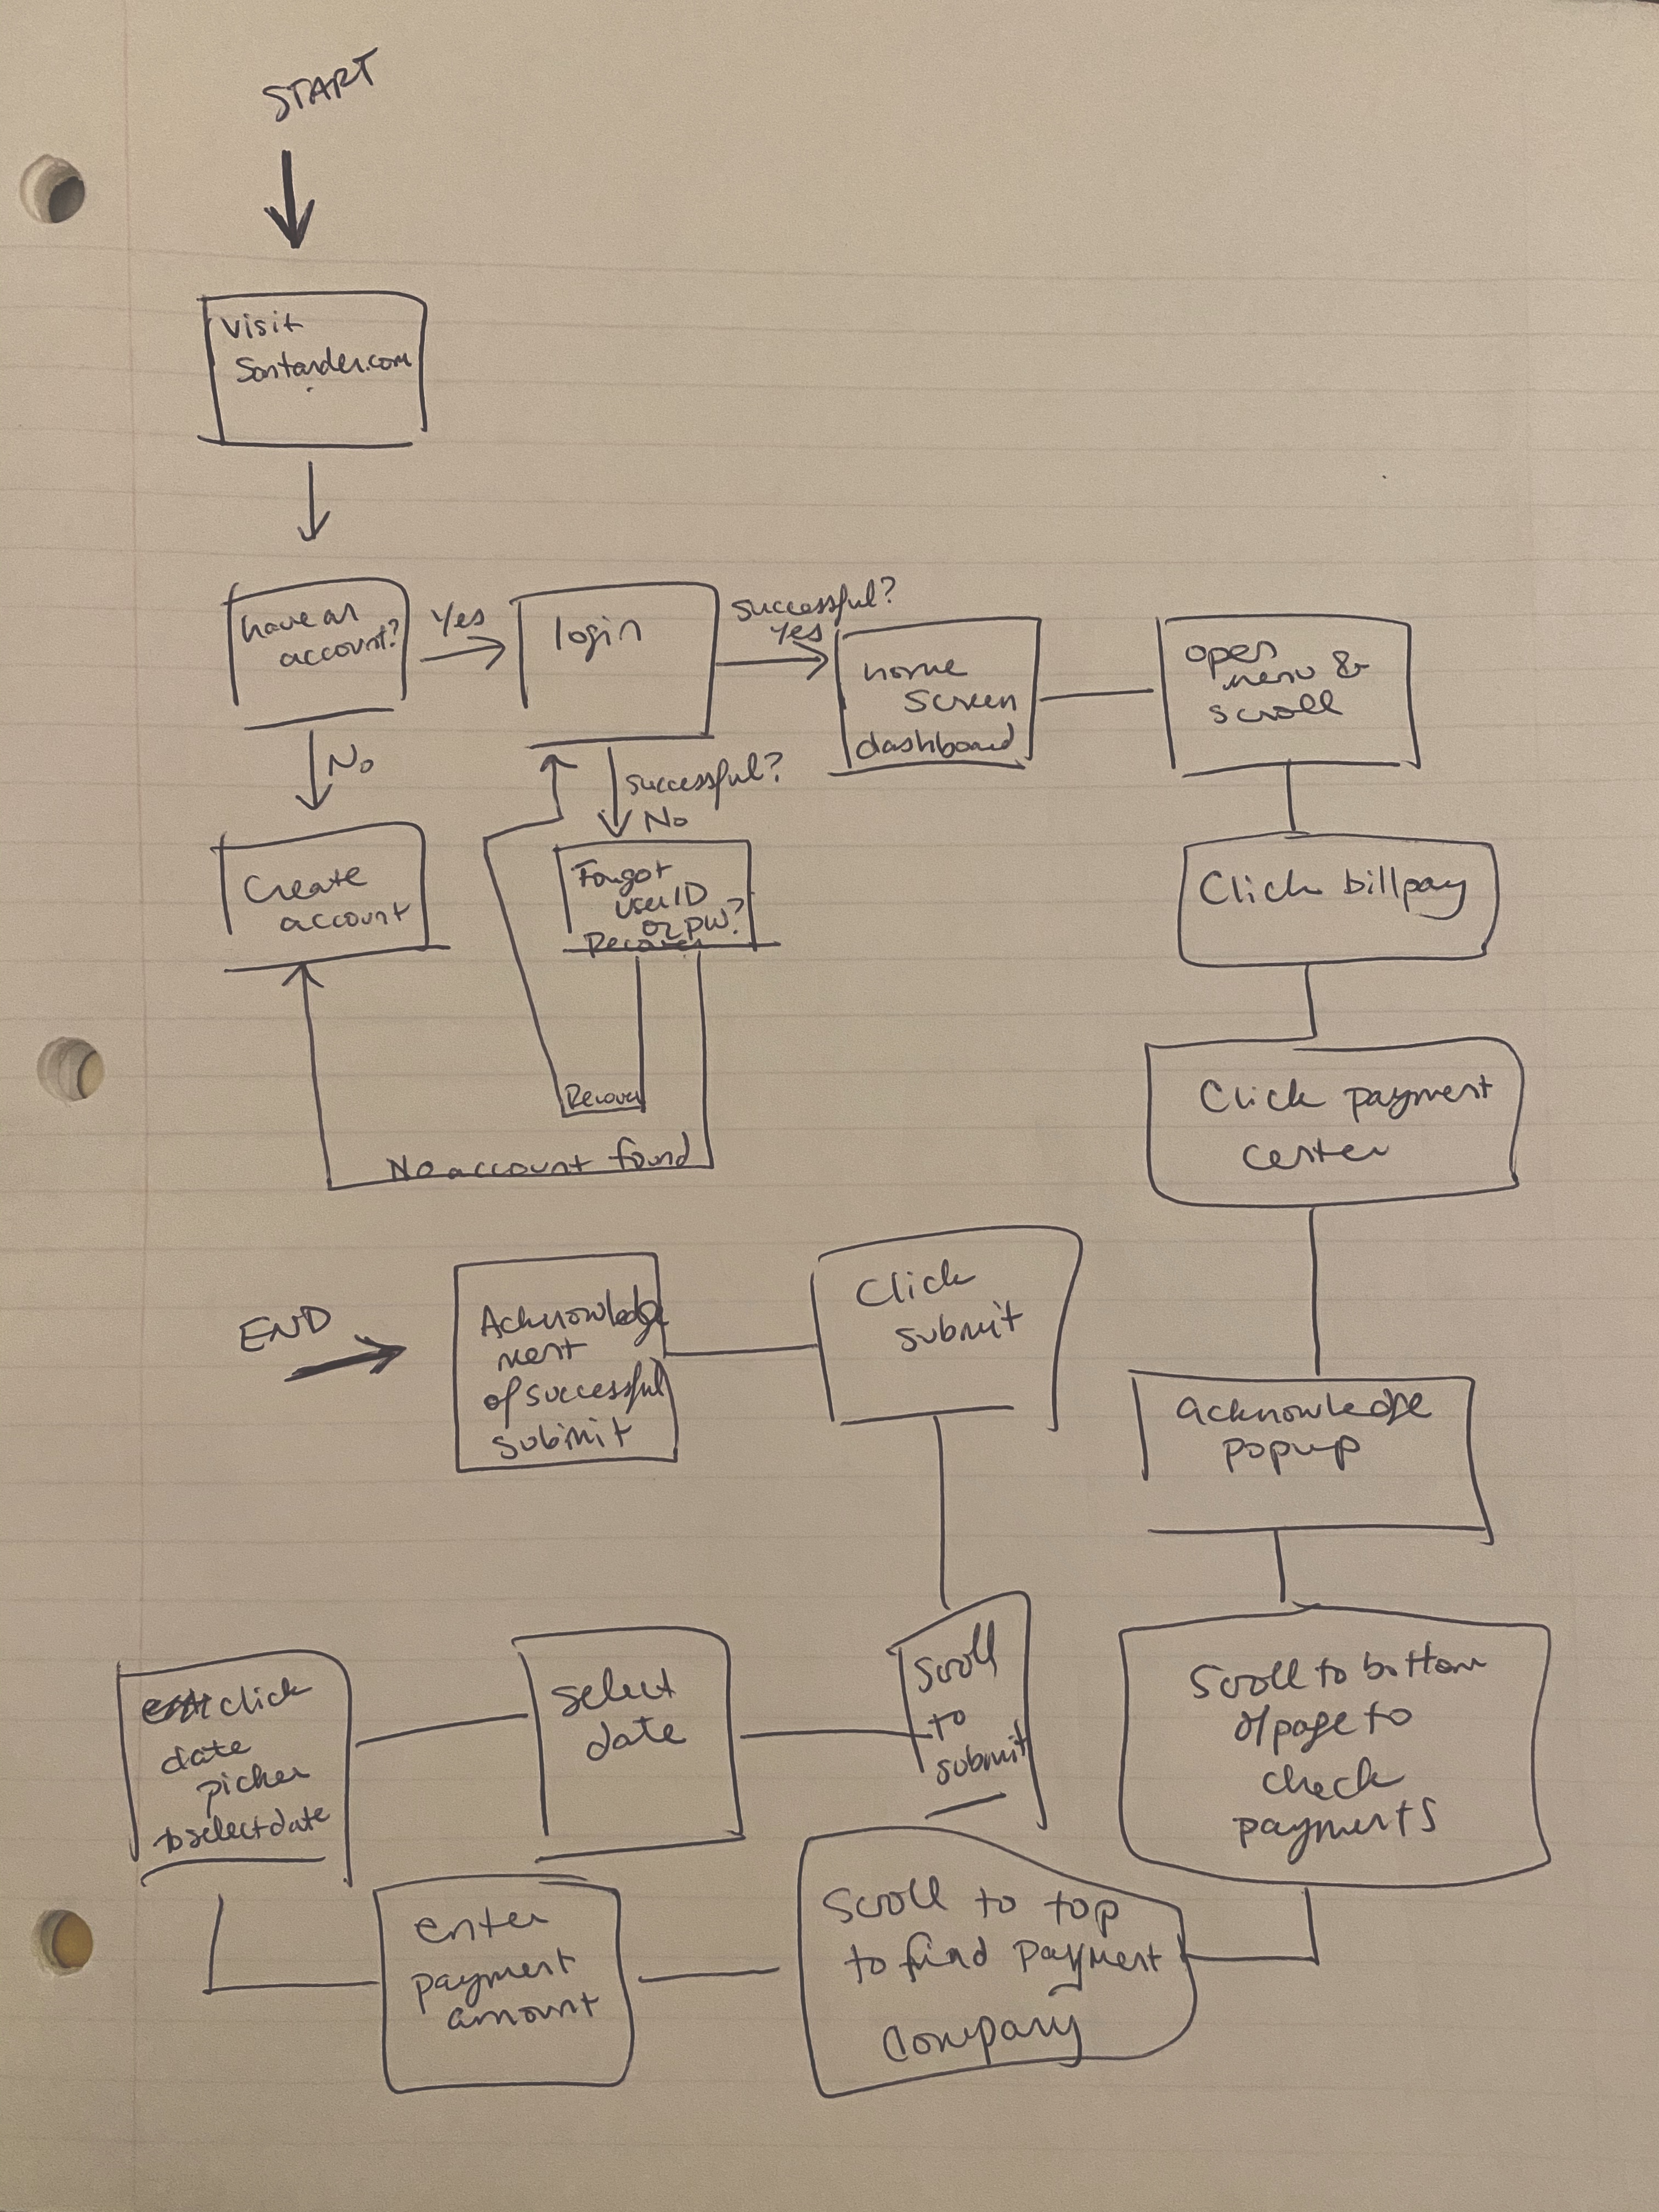 START
visit
Santander.com
have an
account?
Yes
login
successful?
Yes
home
screen
dashboard
open
menu &
scroll
No
successful?
No
Create
account
Forgot
userID
or pw?
Recover
Click billpay
Recover
No account found
Click payment
center
END
Acknowledge
ment
of successful
submit
Click
submit
acknowledge
popup
click
date
picker
to select date
select
date
scroll
to
submit
Scroll to bottom
of page to
check
payments
enter
payment
amount
Scroll to top
to find payment
company